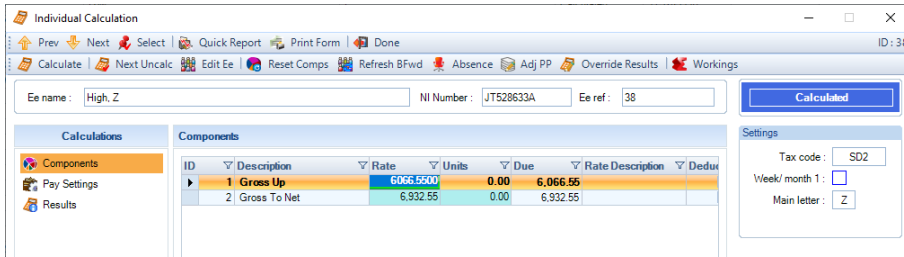 Individual Calculation
Prev Next Select Quick Report Print Form Done ID : 38
Calculate Next Uncalc Edit Ee Reset Comps Refresh BFwd Absence Adj PP Override Results Workings
Ee name : High, Z NI Number : JT528633A Ee ref : 38 Calculated
Calculations Components Settings
Components
Pay Settings
Results
ID Description Rate Units Due Rate Description Deduc
1 Gross Up 6066.5500 0.00 6,066.55
2 Gross To Net 6,932.55 0.00 6,932.55
Tax code : SD2
Week/ month 1 :
Main letter : Z